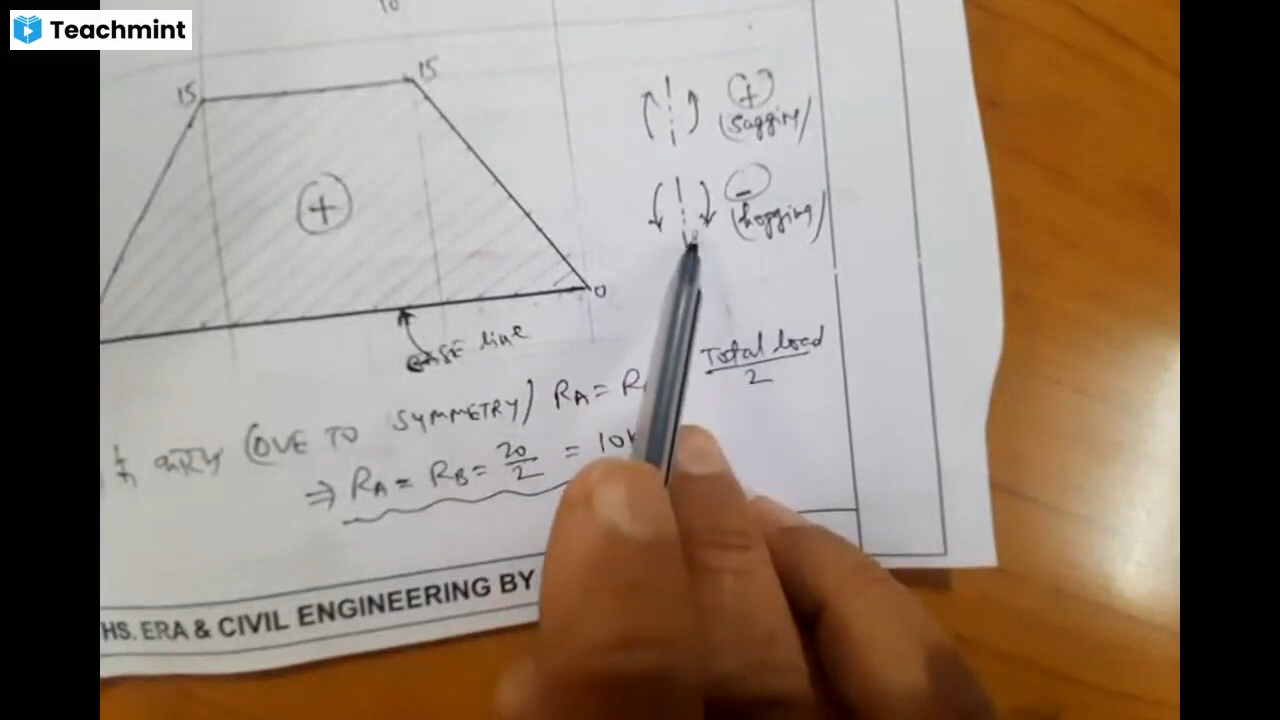 Teachmint
10
15
15
+
+
(sagging)
-
(hogging)
0
BASE line
(DUE TO SYMMETRY) RA = R
Total load
2
⇒ RA = RB = 20/2 = 10k
HS. ERA & CIVIL ENGINEERING BY